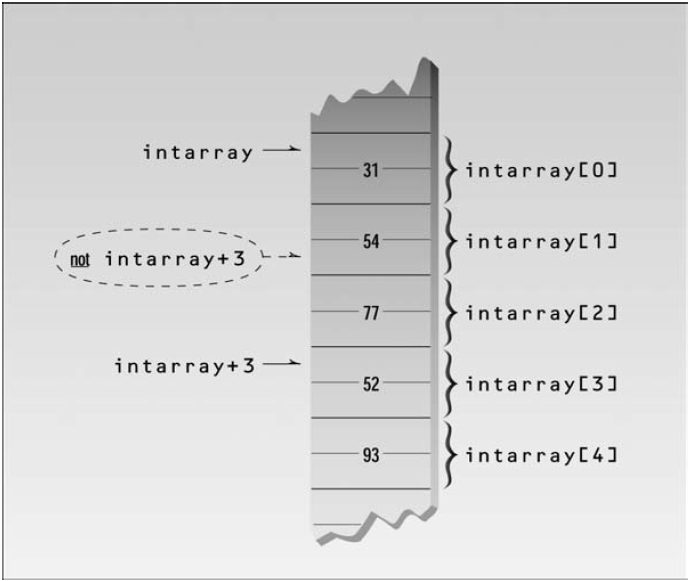 intarray
31
intarray[0]
not intarray+3
54
intarray[1]
77
intarray[2]
intarray+3
52
intarray[3]
93
intarray[4]